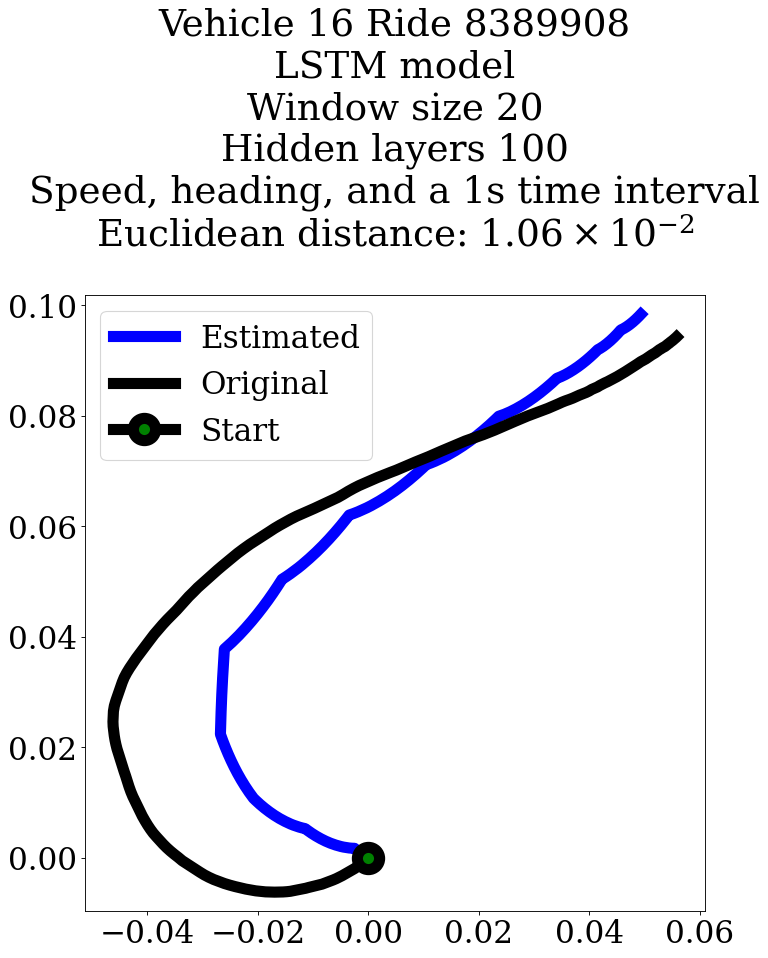 Vehicle 16 Ride 8389908
LSTM model
Window size 20
Hidden layers 100
Speed, heading, and a 1s time interval
Euclidean distance: 1.06 × 10⁻²
0.10
Estimated
Original
0.08
Start
0.06
0.04
0.02
0.00
−0.04 −0.02 0.00 0.02 0.04 0.06